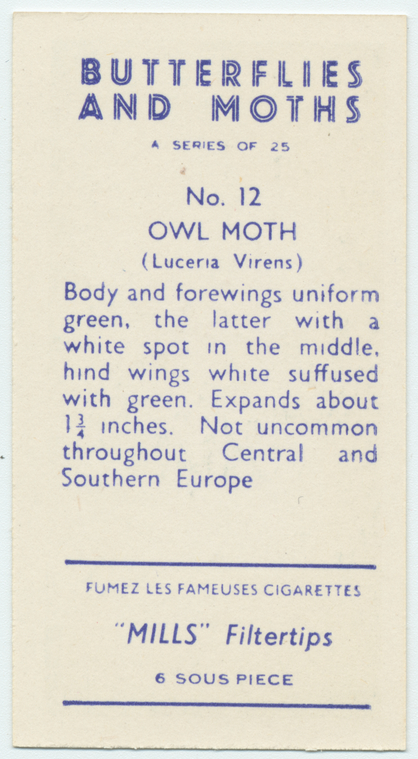 BUTTERFLIES
AND MOTHS
A SERIES OF 25
No. 12
OWL MOTH
(Luceria Virens)
Body and forewings uniform
green, the latter with a
white spot in the middle,
hind wings white suffused
with green. Expands about
1¾ inches. Not uncommon
throughout Central and
Southern Europe
FUMEZ LES FAMEUSES CIGARETTES
"MILLS" Filtertips
6 SOUS PIECE